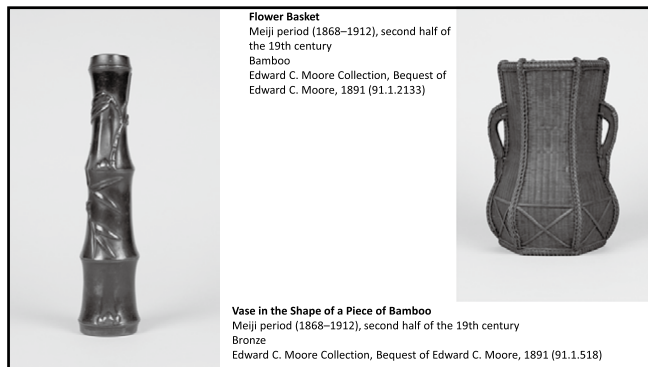 Flower Basket
Meiji period (1868–1912), second half of
the 19th century
Bamboo
Edward C. Moore Collection, Bequest of
Edward C. Moore, 1891 (91.1.2133)
Vase in the Shape of a Piece of Bamboo
Meiji period (1868–1912), second half of the 19th century
Bronze
Edward C. Moore Collection, Bequest of Edward C. Moore, 1891 (91.1.518)